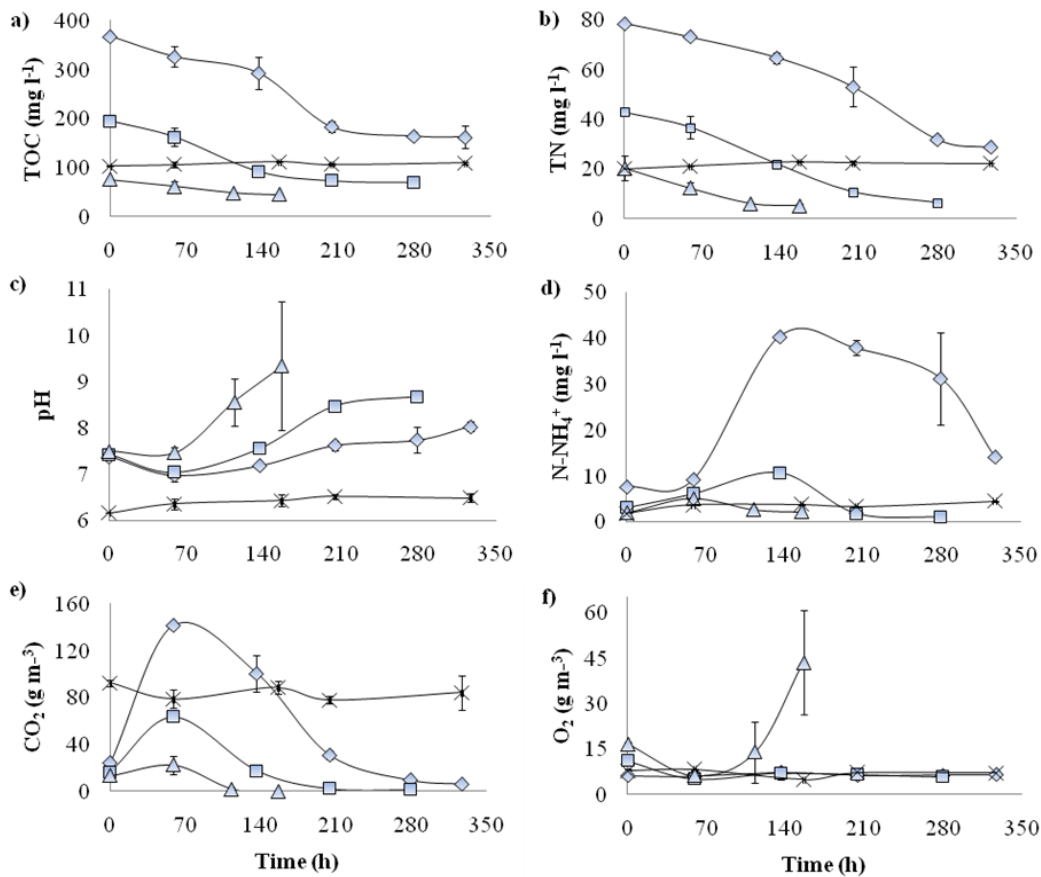 a)
TOC (mg l-1)
400
300
200
100
0
0 70 140 210 280 350
b)
TN (mg l-1)
80
60
40
20
0
0 70 140 210 280 350
c)
pH
11
10
9
8
7
6
0 70 140 210 280 350
d)
N-NH4+ (mg l-1)
50
40
30
20
10
0
0 70 140 210 280 350
e)
CO2 (g m-3)
160
120
80
40
0
0 70 140 210 280 350
Time (h)
f)
O2 (g m-3)
60
45
30
15
0
0 70 140 210 280 350
Time (h)